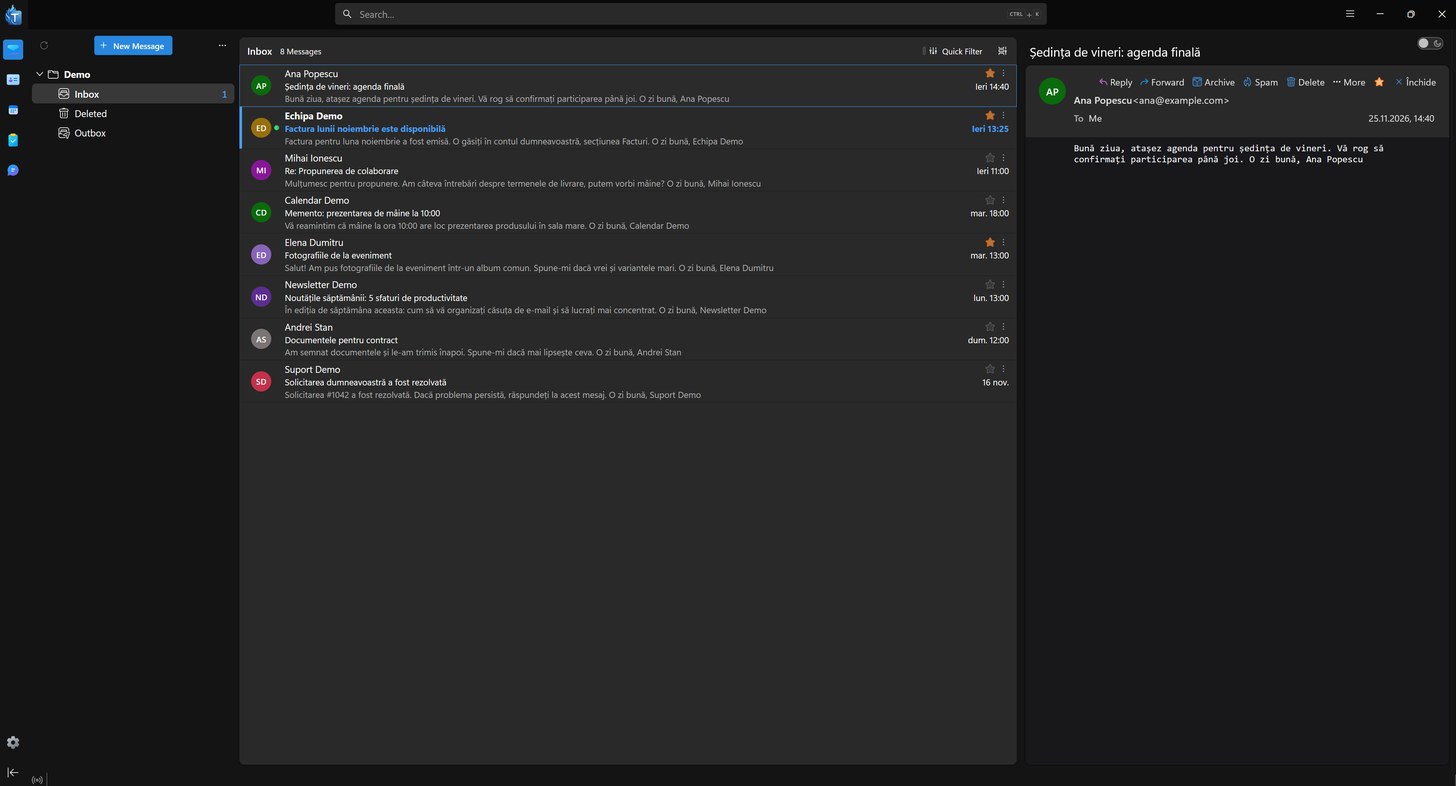 Search...
CTRL + K
New Message
Demo
Inbox 1
Deleted
Outbox
Inbox 8 Messages
Quick Filter
AP
Ana Popescu
Ședința de vineri: agenda finală
Ieri 14:40
Bună ziua, atașez agenda pentru ședința de vineri. Vă rog să confirmați participarea până joi. O zi bună, Ana Popescu
ED
Echipa Demo
Factura lunii noiembrie este disponibilă
Ieri 13:25
Factura pentru luna noiembrie a fost emisă. O găsiți în contul dumneavoastră, secțiunea Facturi. O zi bună, Echipa Demo
MI
Mihai Ionescu
Re: Propunerea de colaborare
Ieri 11:00
Mulțumesc pentru propunere. Am câteva întrebări despre termenele de livrare, putem vorbi mâine? O zi bună, Mihai Ionescu
CD
Calendar Demo
Memento: prezentarea de mâine la 10:00
mar. 18:00
Vă reamintim că mâine la ora 10:00 are loc prezentarea produsului în sala mare. O zi bună, Calendar Demo
ED
Elena Dumitru
Fotografiile de la eveniment
mar. 13:00
Salut! Am pus fotografiile de la eveniment într-un album comun. Spune-mi dacă vrei și variantele mari. O zi bună, Elena Dumitru
ND
Newsletter Demo
Noutățile săptămânii: 5 sfaturi de productivitate
lun. 13:00
În ediția de săptămâna aceasta: cum să vă organizați căsuța de e-mail și să lucrați mai concentrat. O zi bună, Newsletter Demo
AS
Andrei Stan
Documentele pentru contract
dum. 12:00
Am semnat documentele și le-am trimis înapoi. Spune-mi dacă mai lipsește ceva. O zi bună, Andrei Stan
SD
Suport Demo
Solicitarea dumneavoastră a fost rezolvată
16 nov.
Solicitarea #1042 a fost rezolvată. Dacă problema persistă, răspundeți la acest mesaj. O zi bună, Suport Demo
Ședința de vineri: agenda finală
AP
Reply Forward Archive Spam Delete More Închide
Ana Popescu<ana@example.com>
To Me
25.11.2026, 14:40
Bună ziua, atașez agenda pentru ședința de vineri. Vă rog să
confirmați participarea până joi. O zi bună, Ana Popescu